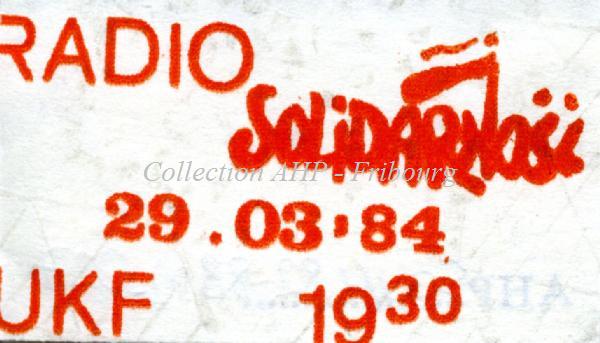 RADIO
SOLiDARNOŚĆ
Collection AHP - Fribourg
29.03.84
UKF 19³⁰